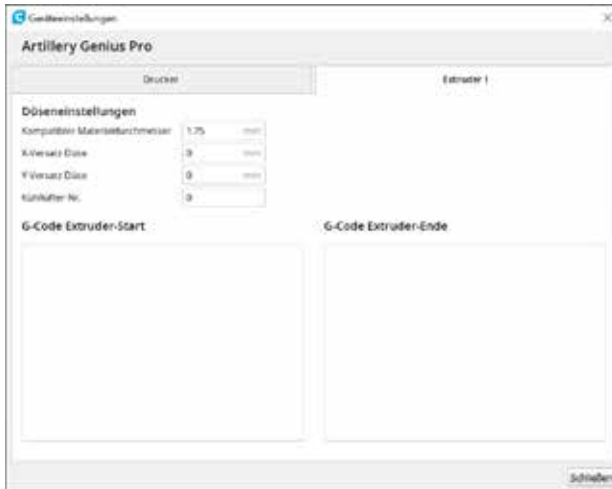 Geräteeinstellungen
Artillery Genius Pro
Drucker
Extruder 1
Düseneinstellungen
Kompatibler Materialdurchmesser 1.75 mm
X-Versatz Düse 0 mm
Y-Versatz Düse 0 mm
Kühllüfter-Nr. 0
G-Code Extruder-Start
G-Code Extruder-Ende
Schließen